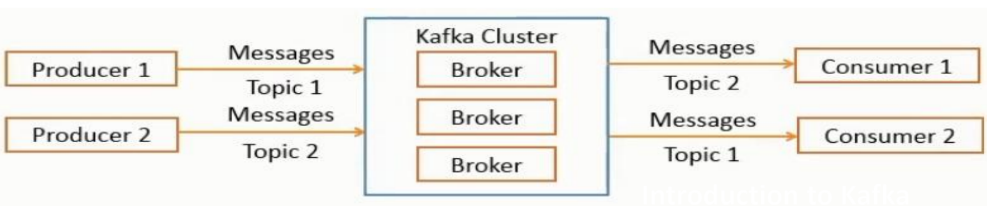 Producer 1
Messages
Topic 1
Producer 2
Messages
Topic 2
Kafka Cluster
Broker
Broker
Broker
Messages
Topic 2
Consumer 1
Messages
Topic 1
Consumer 2
Introduction to Kafka